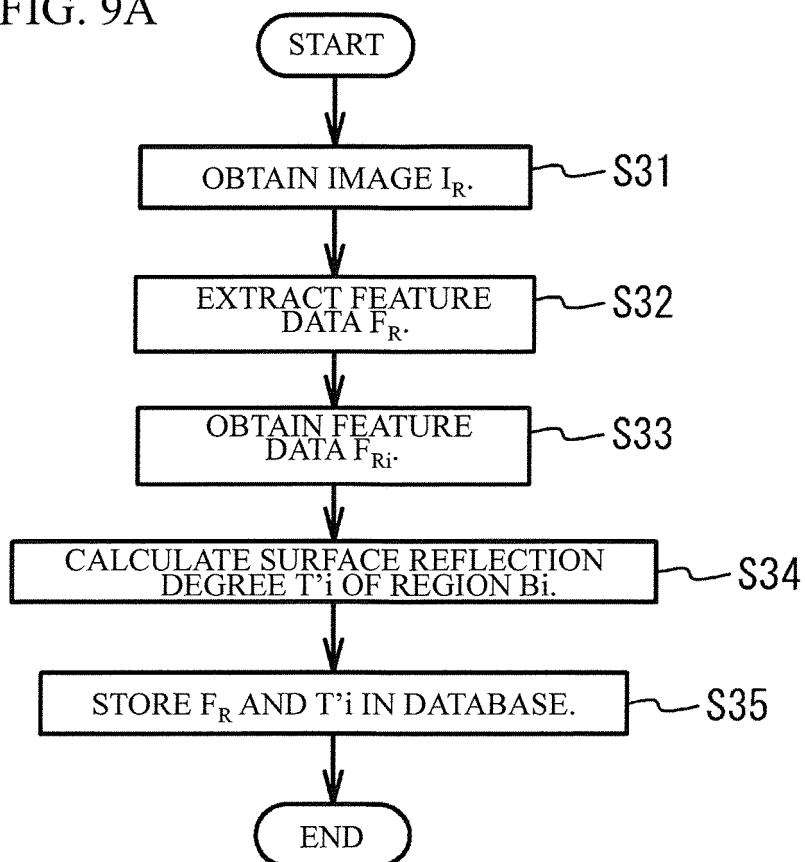 FIG. 9A
START
OBTAIN IMAGE I_R.
S31
EXTRACT FEATURE
DATA F_R.
S32
OBTAIN FEATURE
DATA F_Ri.
S33
CALCULATE SURFACE REFLECTION
DEGREE T'i OF REGION Bi.
S34
STORE F_R AND T'i IN DATABASE.
S35
END